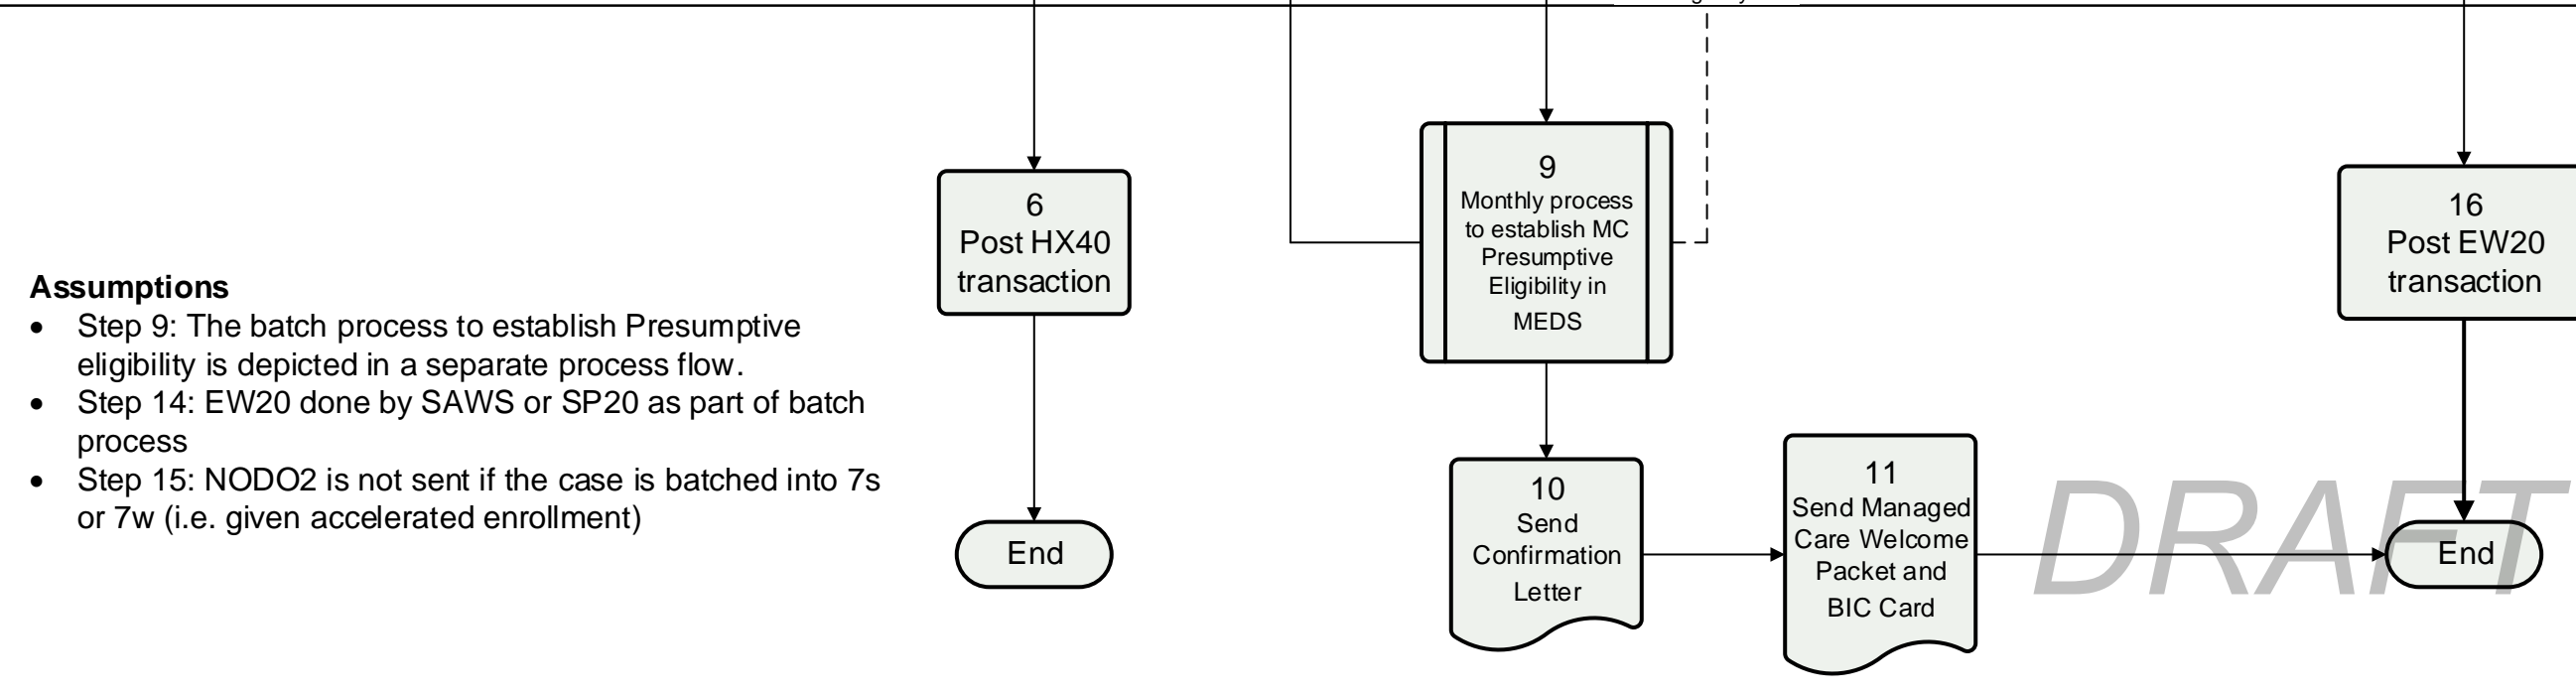 6
Post HX40
transaction
9
Monthly process
to establish MC
Presumptive
Eligibility in
MEDS
16
Post EW20
transaction
Assumptions
• Step 9: The batch process to establish Presumptive
eligibility is depicted in a separate process flow.
• Step 14: EW20 done by SAWS or SP20 as part of batch
process
• Step 15: NODO2 is not sent if the case is batched into 7s
or 7w (i.e. given accelerated enrollment)
End
10
Send
Confirmation
Letter
11
Send Managed
Care Welcome
Packet and
BIC Card
DRAFT
End